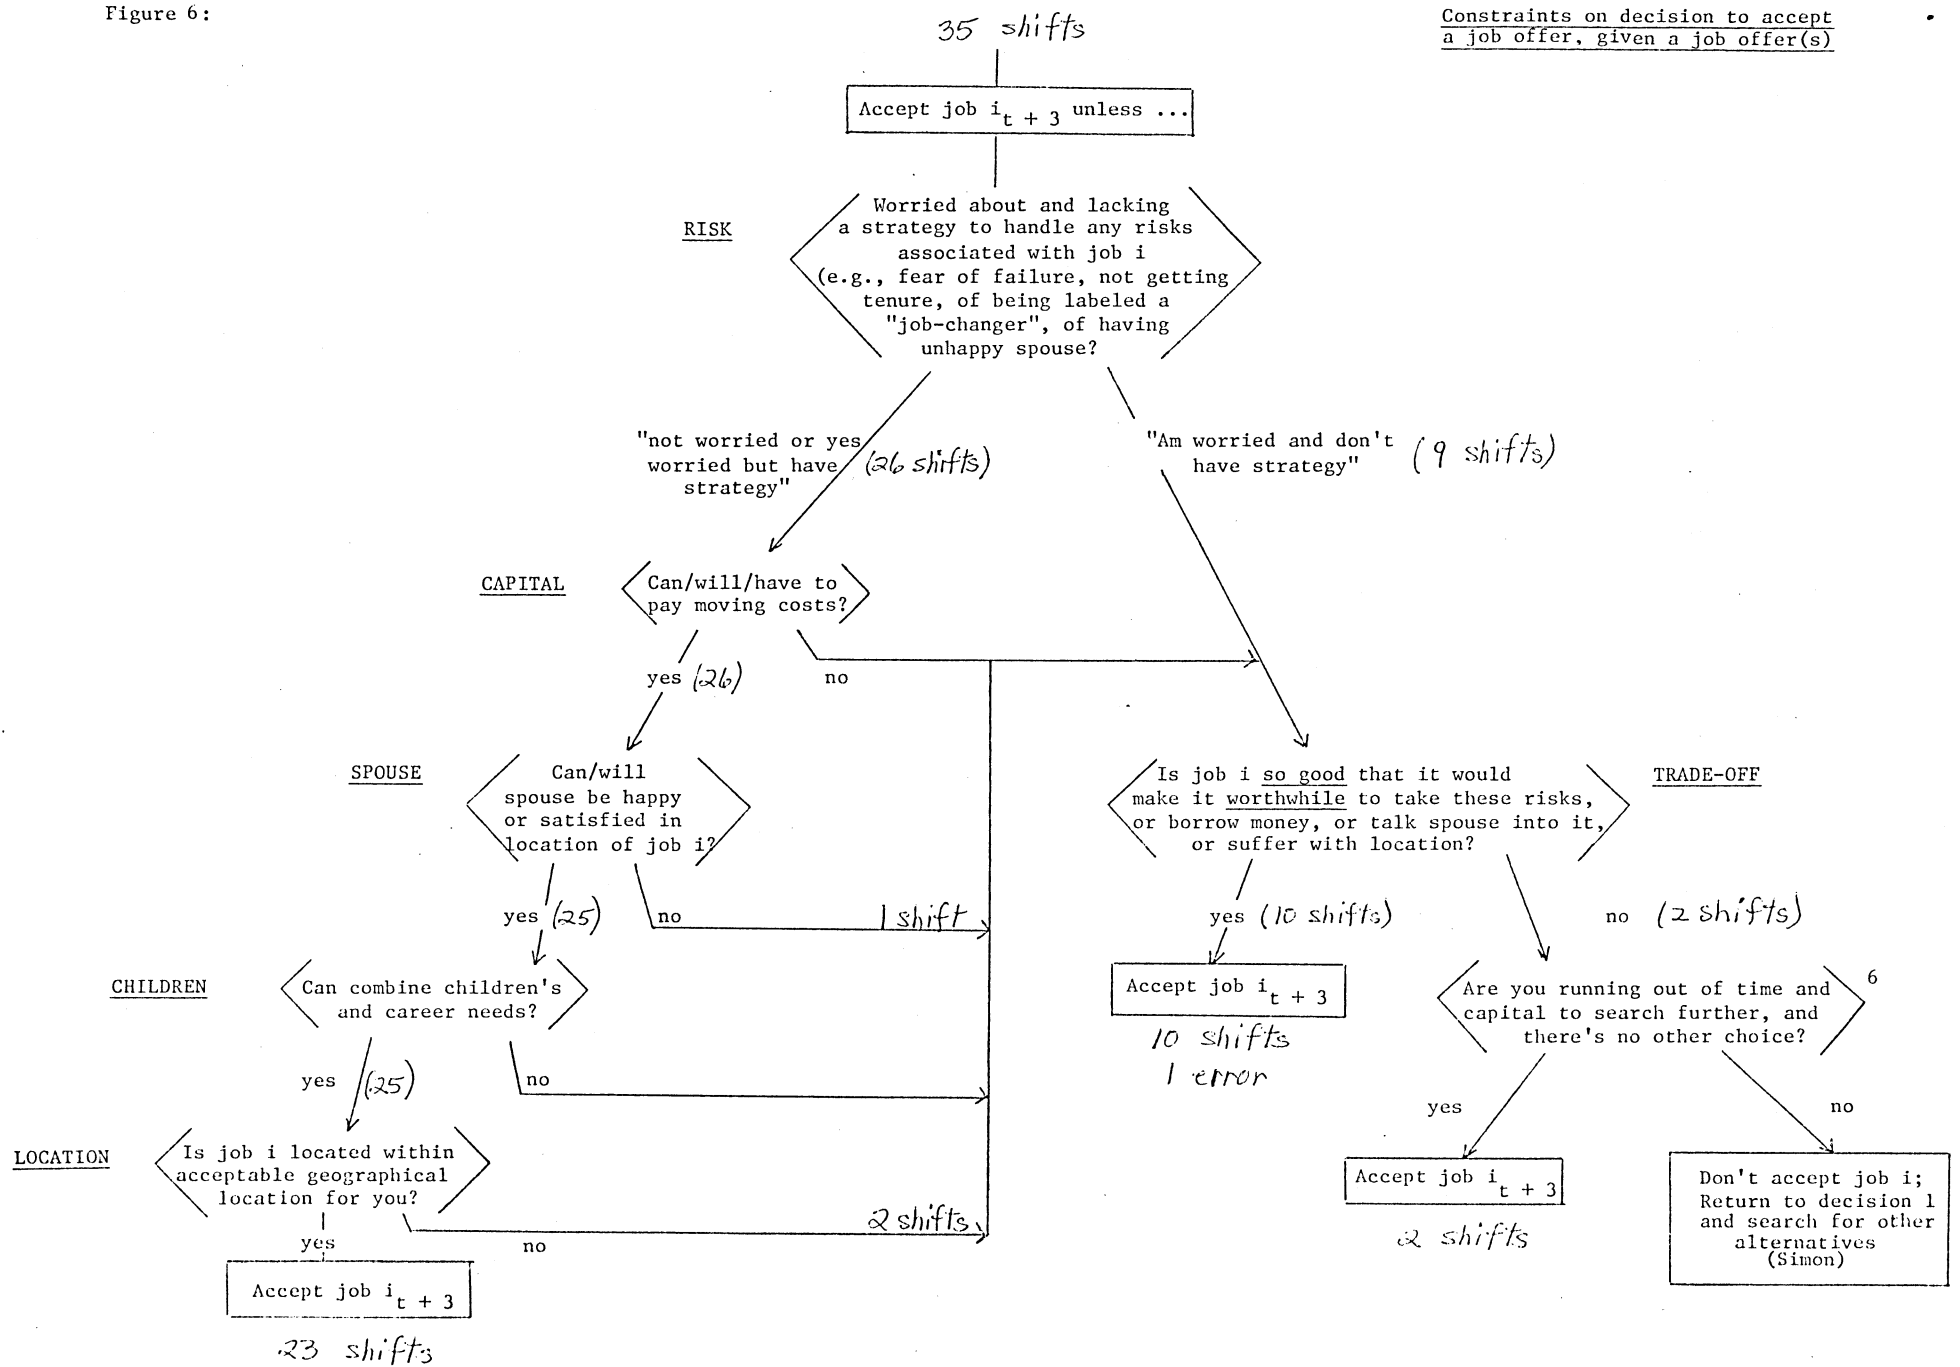 Figure 6:
Constraints on decision to accept
a job offer, given a job offer(s)
35 shifts
Accept job i t + 3 unless ...
RISK
Worried about and lacking
a strategy to handle any risks
associated with job i
(e.g., fear of failure, not getting
tenure, of being labeled a
"job-changer", of having
unhappy spouse?
"not worried or yes
worried but have
strategy"
(26 shifts)
"Am worried and don't
have strategy"
(9 shifts)
CAPITAL
Can/will/have to
pay moving costs?
yes (26)
no
SPOUSE
Can/will
spouse be happy
or satisfied in
location of job i?
TRADE-OFF
Is job i so good that it would
make it worthwhile to take these risks,
or borrow money, or talk spouse into it,
or suffer with location?
yes (25)
no
1 shift
yes (10 shifts)
no (2 shifts)
CHILDREN
Can combine children's
and career needs?
Accept job i t + 3
10 shifts
1 error
Are you running out of time and
capital to search further, and
there's no other choice?
6
yes (25)
no
yes
no
LOCATION
Is job i located within
acceptable geographical
location for you?
2 shifts
yes
no
Accept job i t + 3
2 shifts
Don't accept job i;
Return to decision 1
and search for other
alternatives
(Simon)
Accept job i t + 3
23 shifts